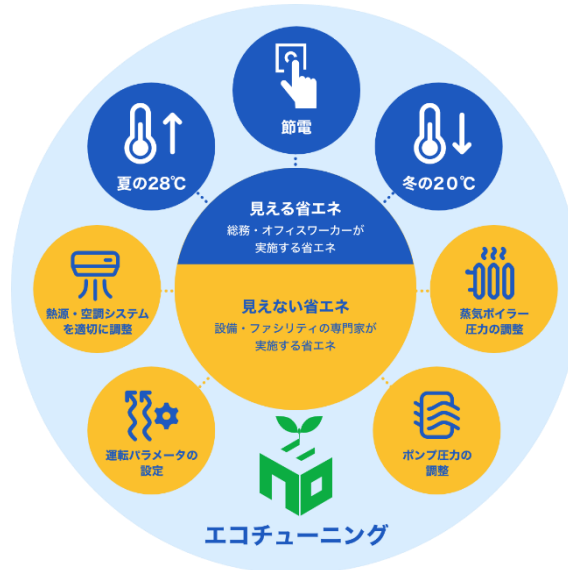 節電
夏の28℃
冬の20℃
見える省エネ
総務・オフィスワーカーが
実施する省エネ
熱源・空調システム
を適切に調整
蒸気ボイラー
圧力の調整
見えない省エネ
設備・ファシリティの専門家が
実施する省エネ
運転パラメータの
設定
ポンプ圧力の
調整
エコチューニング